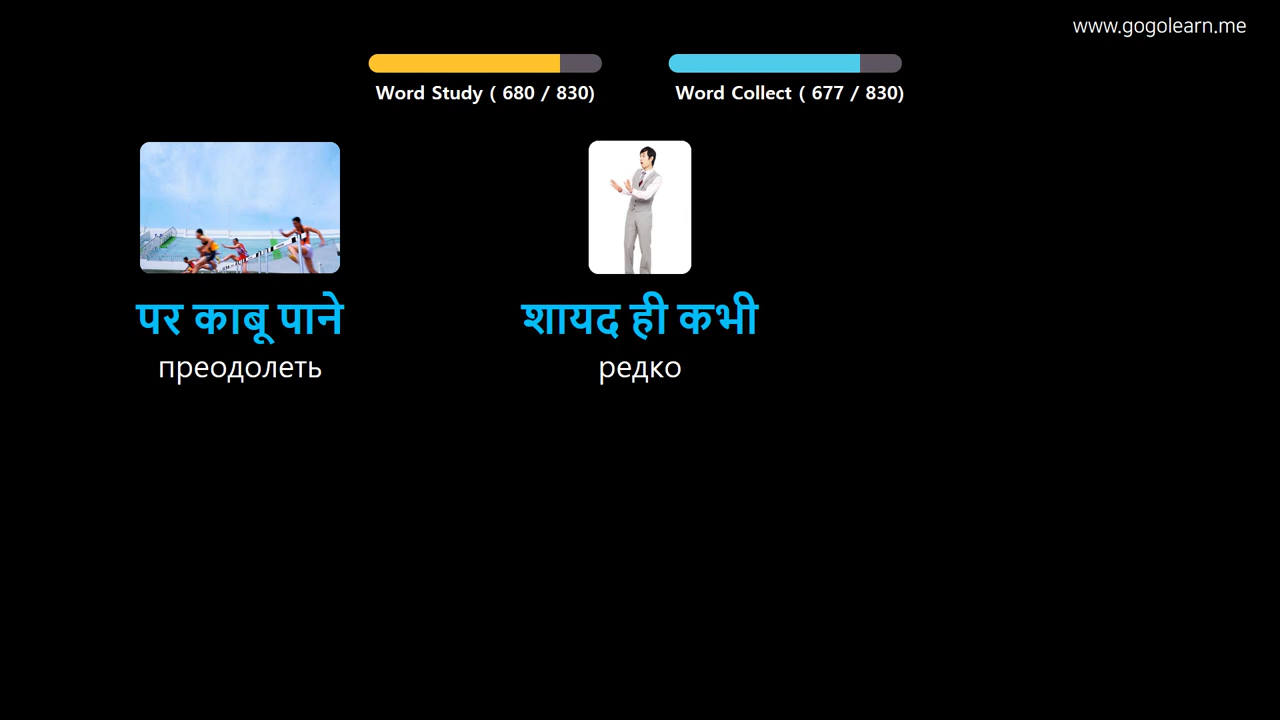 www.gogolearn.me
Word Study ( 680 / 830)
Word Collect ( 677 / 830)
पर काबू पाने
преодолеть
शायद ही कभी
редко